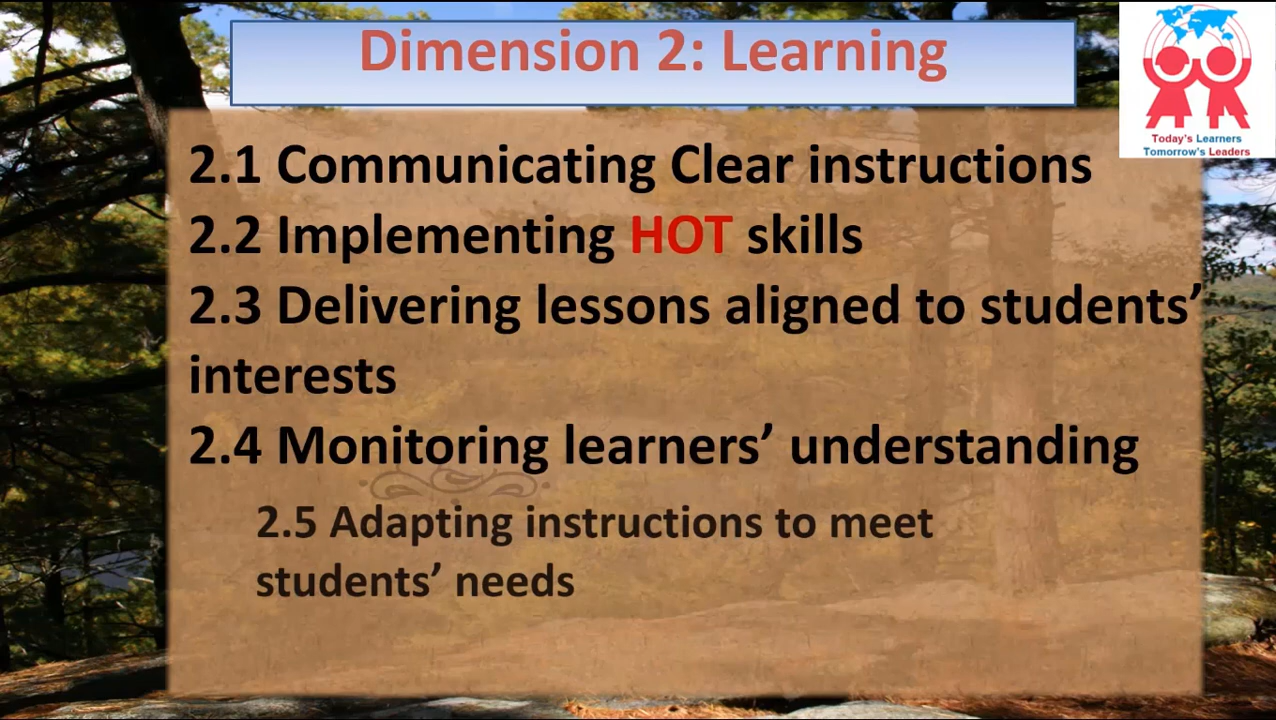 Dimension 2: Learning
Today's Learners
Tomorrow's Leaders
2.1 Communicating Clear instructions
2.2 Implementing HOT skills
2.3 Delivering lessons aligned to students’
interests
2.4 Monitoring learners’ understanding
2.5 Adapting instructions to meet
students’ needs